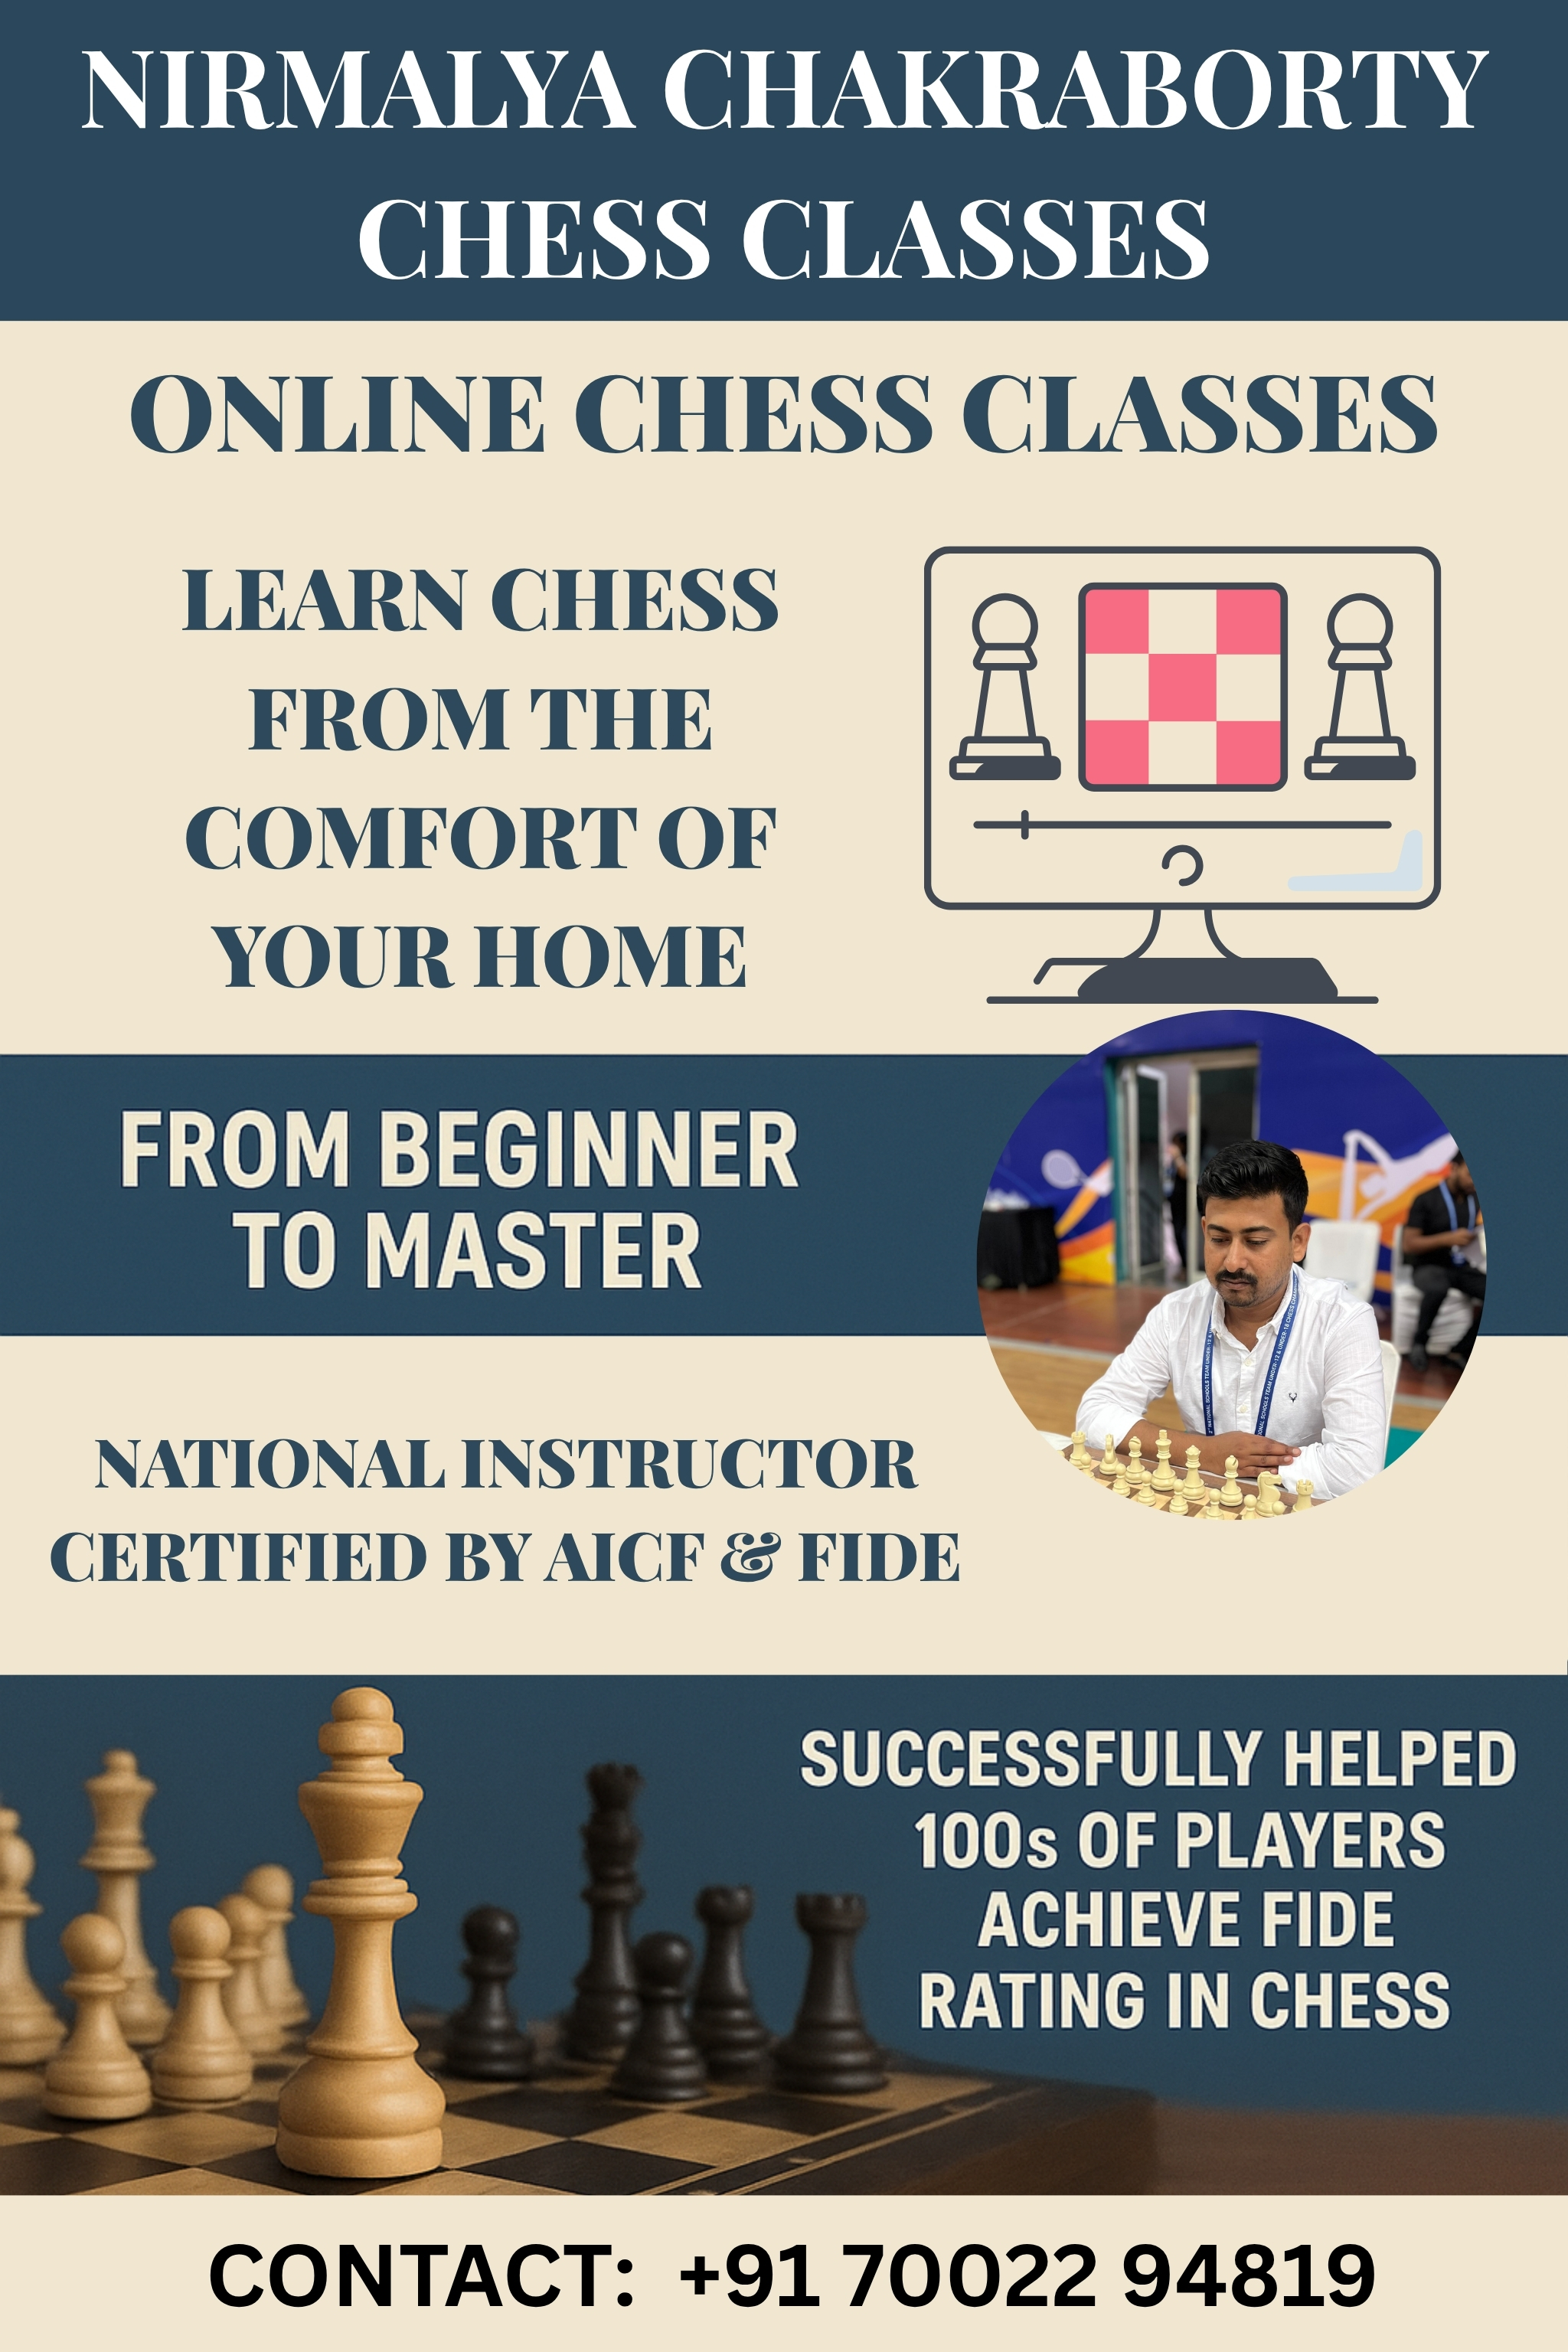 NIRMALYA CHAKRABORTY
CHESS CLASSES
ONLINE CHESS CLASSES
LEARN CHESS
FROM THE
COMFORT OF
YOUR HOME
FROM BEGINNER
TO MASTER
NATIONAL INSTRUCTOR
CERTIFIED BY AICF & FIDE
SUCCESSFULLY HELPED
100s OF PLAYERS
ACHIEVE FIDE
RATING IN CHESS
CONTACT: +91 70022 94819